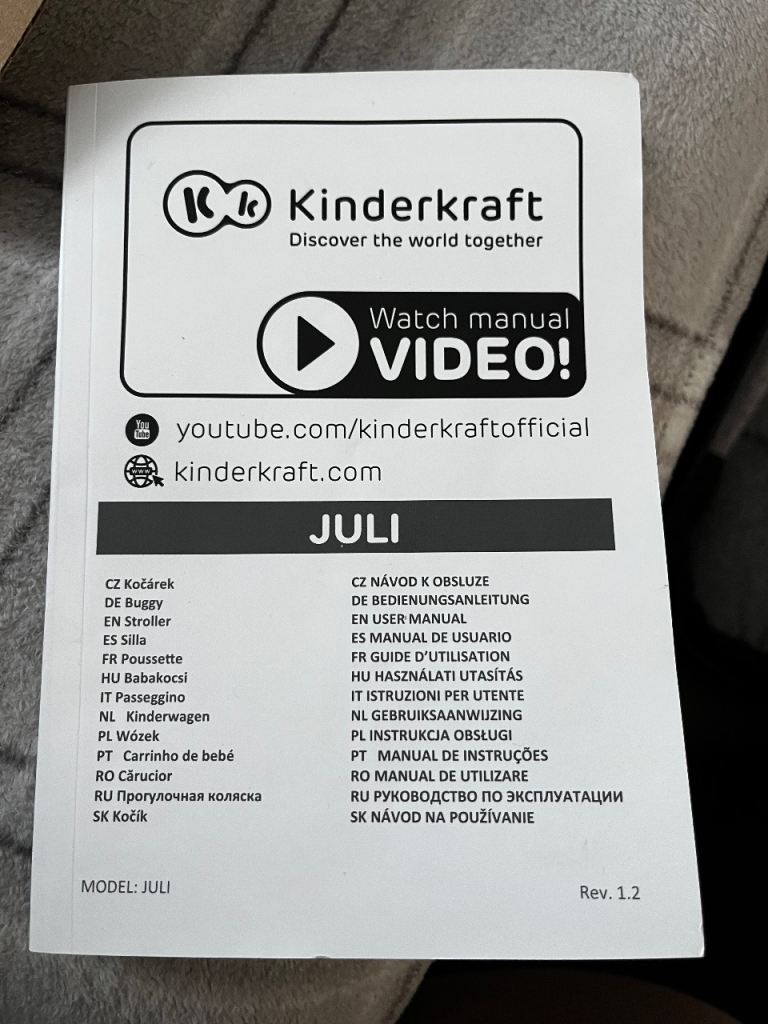 Kk Kinderkraft
Discover the world together
Watch manual
VIDEO!
You
Tube
youtube.com/kinderkraftofficial
www
kinderkraft.com
JULI
CZ Kočárek
DE Buggy
EN Stroller
ES Silla
FR Poussette
HU Babakocsi
IT Passeggino
NL Kinderwagen
PL Wózek
PT Carrinho de bebé
RO Cărucior
RU Прогулочная коляска
SK Kočík
CZ NÁVOD K OBSLUZE
DE BEDIENUNGSANLEITUNG
EN USER MANUAL
ES MANUAL DE USUARIO
FR GUIDE D'UTILISATION
HU HASZNÁLATI UTASÍTÁS
IT ISTRUZIONI PER UTENTE
NL GEBRUIKSAANWIJZING
PL INSTRUKCJA OBSŁUGI
PT MANUAL DE INSTRUÇÕES
RO MANUAL DE UTILIZARE
RU РУКОВОДСТВО ПО ЭКСПЛУАТАЦИИ
SK NÁVOD NA POUŽÍVANIE
MODEL: JULI
Rev. 1.2